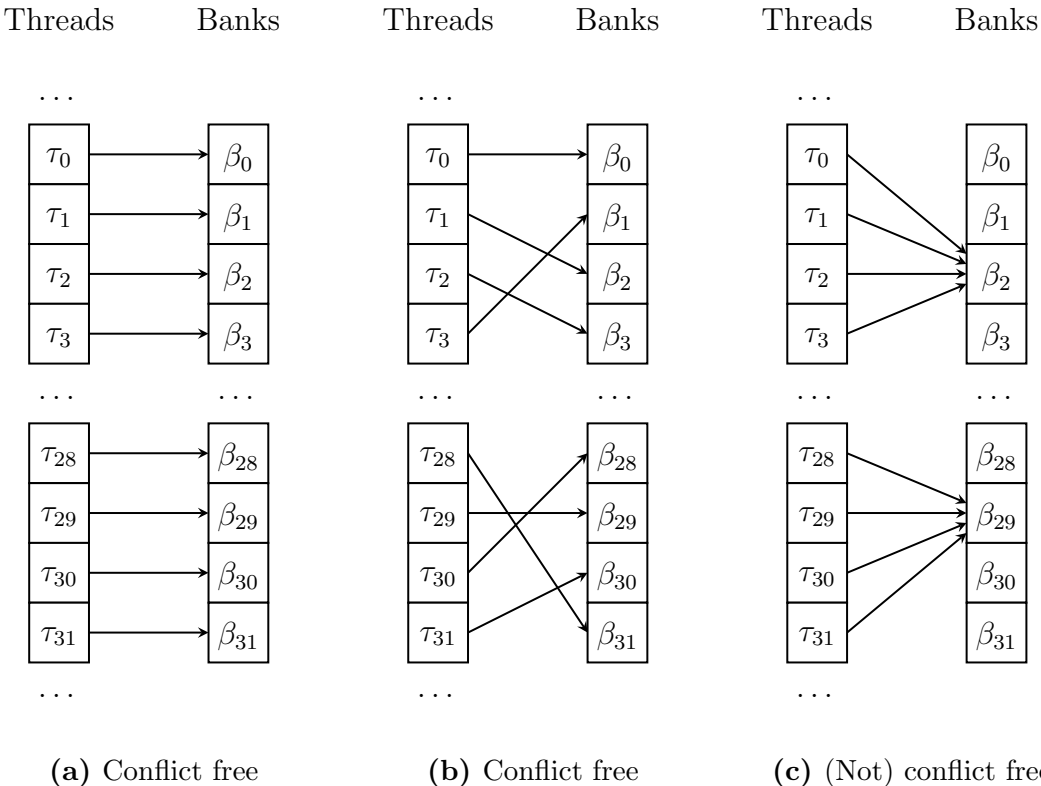 Threads Banks Threads Banks Threads Banks
... ... ...
τ0 β0 τ0 β0 τ0 β0
τ1 β1 τ1 β1 τ1 β1
τ2 β2 τ2 β2 τ2 β2
τ3 β3 τ3 β3 τ3 β3
... ... ... ... ... ...
τ28 β28 τ28 β28 τ28 β28
τ29 β29 τ29 β29 τ29 β29
τ30 β30 τ30 β30 τ30 β30
τ31 β31 τ31 β31 τ31 β31
... ... ...
(a) Conflict free (b) Conflict free (c) (Not) conflict free